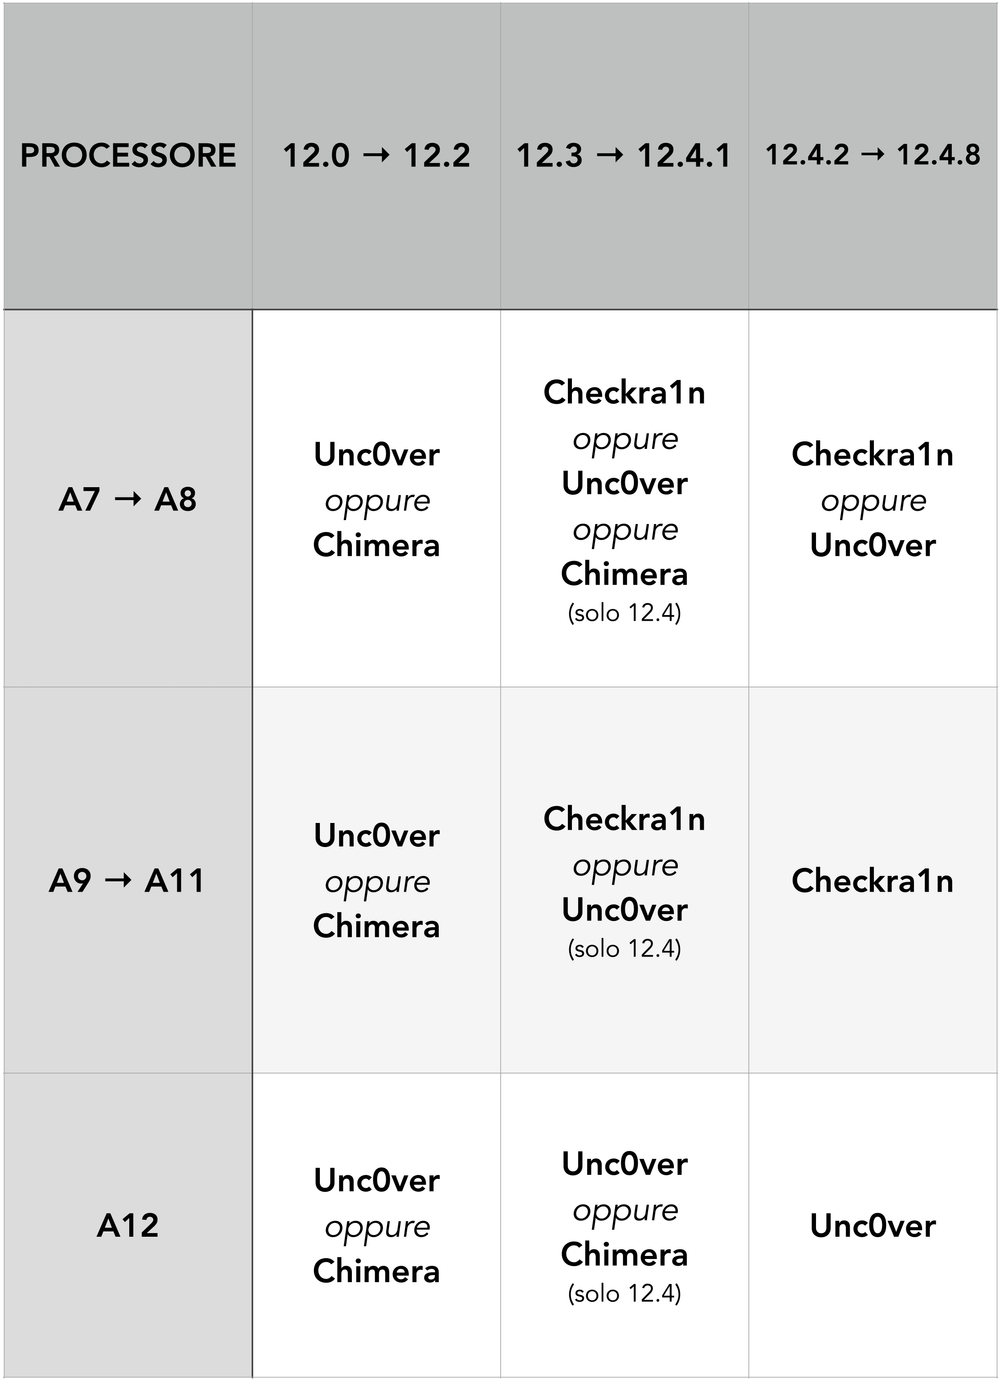 PROCESSORE
12.0 → 12.2
12.3 → 12.4.1
12.4.2 → 12.4.8
A7 → A8
Unc0ver
oppure
Chimera
Checkra1n
oppure
Unc0ver
oppure
Chimera
(solo 12.4)
Checkra1n
oppure
Unc0ver
A9 → A11
Unc0ver
oppure
Chimera
Checkra1n
oppure
Unc0ver
(solo 12.4)
Checkra1n
A12
Unc0ver
oppure
Chimera
Unc0ver
oppure
Chimera
(solo 12.4)
Unc0ver